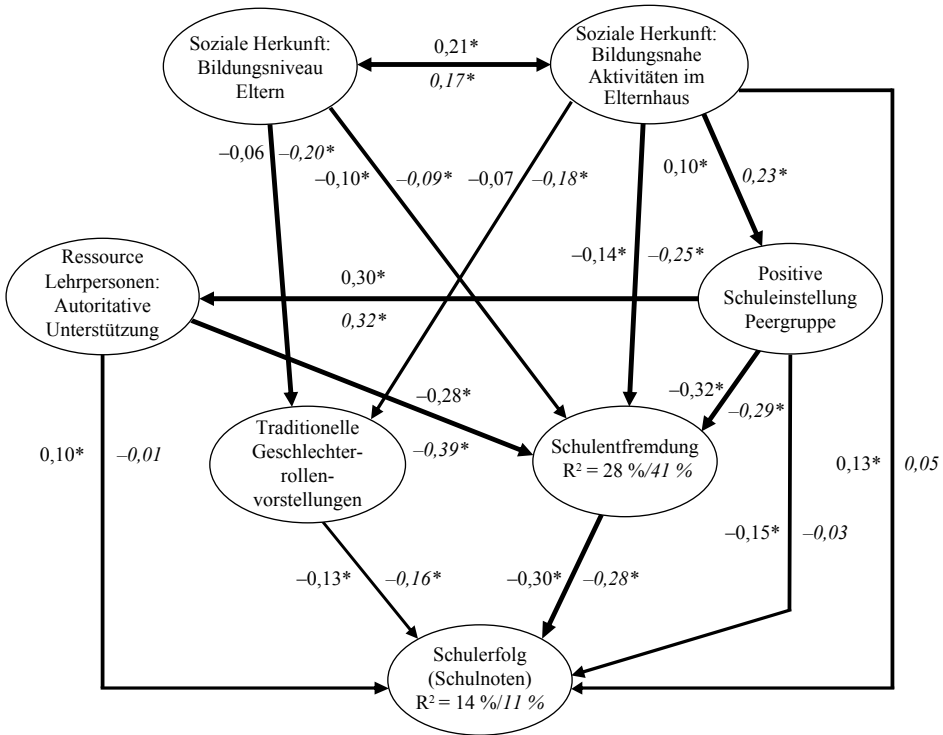 Soziale Herkunft:
Bildungsniveau
Eltern
0,21*
0,17*
Soziale Herkunft:
Bildungsnahe
Aktivitäten im
Elternhaus
–0,06
–0,20*
–0,10*
–0,09*
–0,07
–0,18*
0,10*
0,23*
–0,14*
–0,25*
Ressource
Lehrpersonen:
Autoritative
Unterstützung
0,30*
0,32*
Positive
Schuleinstellung
Peergruppe
–0,28*
–0,39*
–0,32*
–0,29*
Traditionelle
Geschlechter-
rollen-
vorstellungen
Schulentfremdung
R² = 28 %/41 %
0,10*
–0,01
0,13*
0,05
–0,15*
–0,03
–0,13*
–0,16*
–0,30*
–0,28*
Schulerfolg
(Schulnoten)
R² = 14 %/11 %